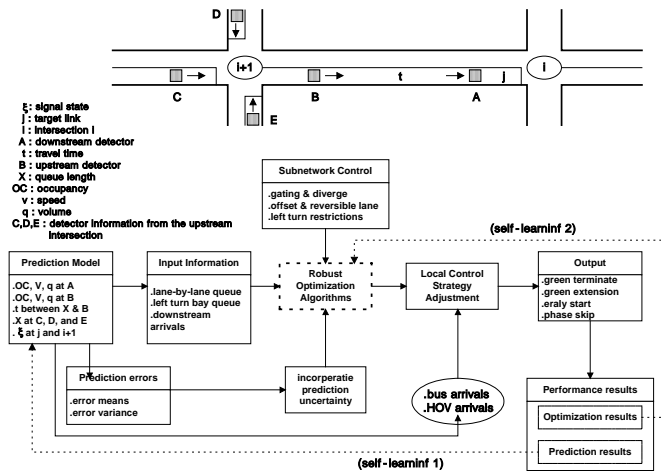 D
i+1
i
C
B
t
A
j
E
ξ: signal state
j : target link
i : intersection i
A : downstream detector
t : travel time
B : upstream detector
X : queue length
OC : occupancy
v : speed
q : volume
C,D,E : detector information from the upstream
intersection
Subnetwork Control
.gating & diverge
.offset & reversible lane
.left turn restrictions
(self-learninf 2)
Prediction Model
.OC, V, q at A
.OC, V, q at B
.t between X & B
.X at C, D, and E
. ξ at j and i+1
Input Information
.lane-by-lane queue
.left turn bay queue
.downstream
arrivals
Robust
Optimization
Algorithms
Local Control
Strategy
Adjustment
Output
.green terminate
.green extension
.eraly start
.phase skip
Prediction errors
.error means
.error variance
incorperatie
prediction
uncertainty
.bus arrivals
.HOV arrivals
Performance results
Optimization results
Prediction results
(self-learninf 1)